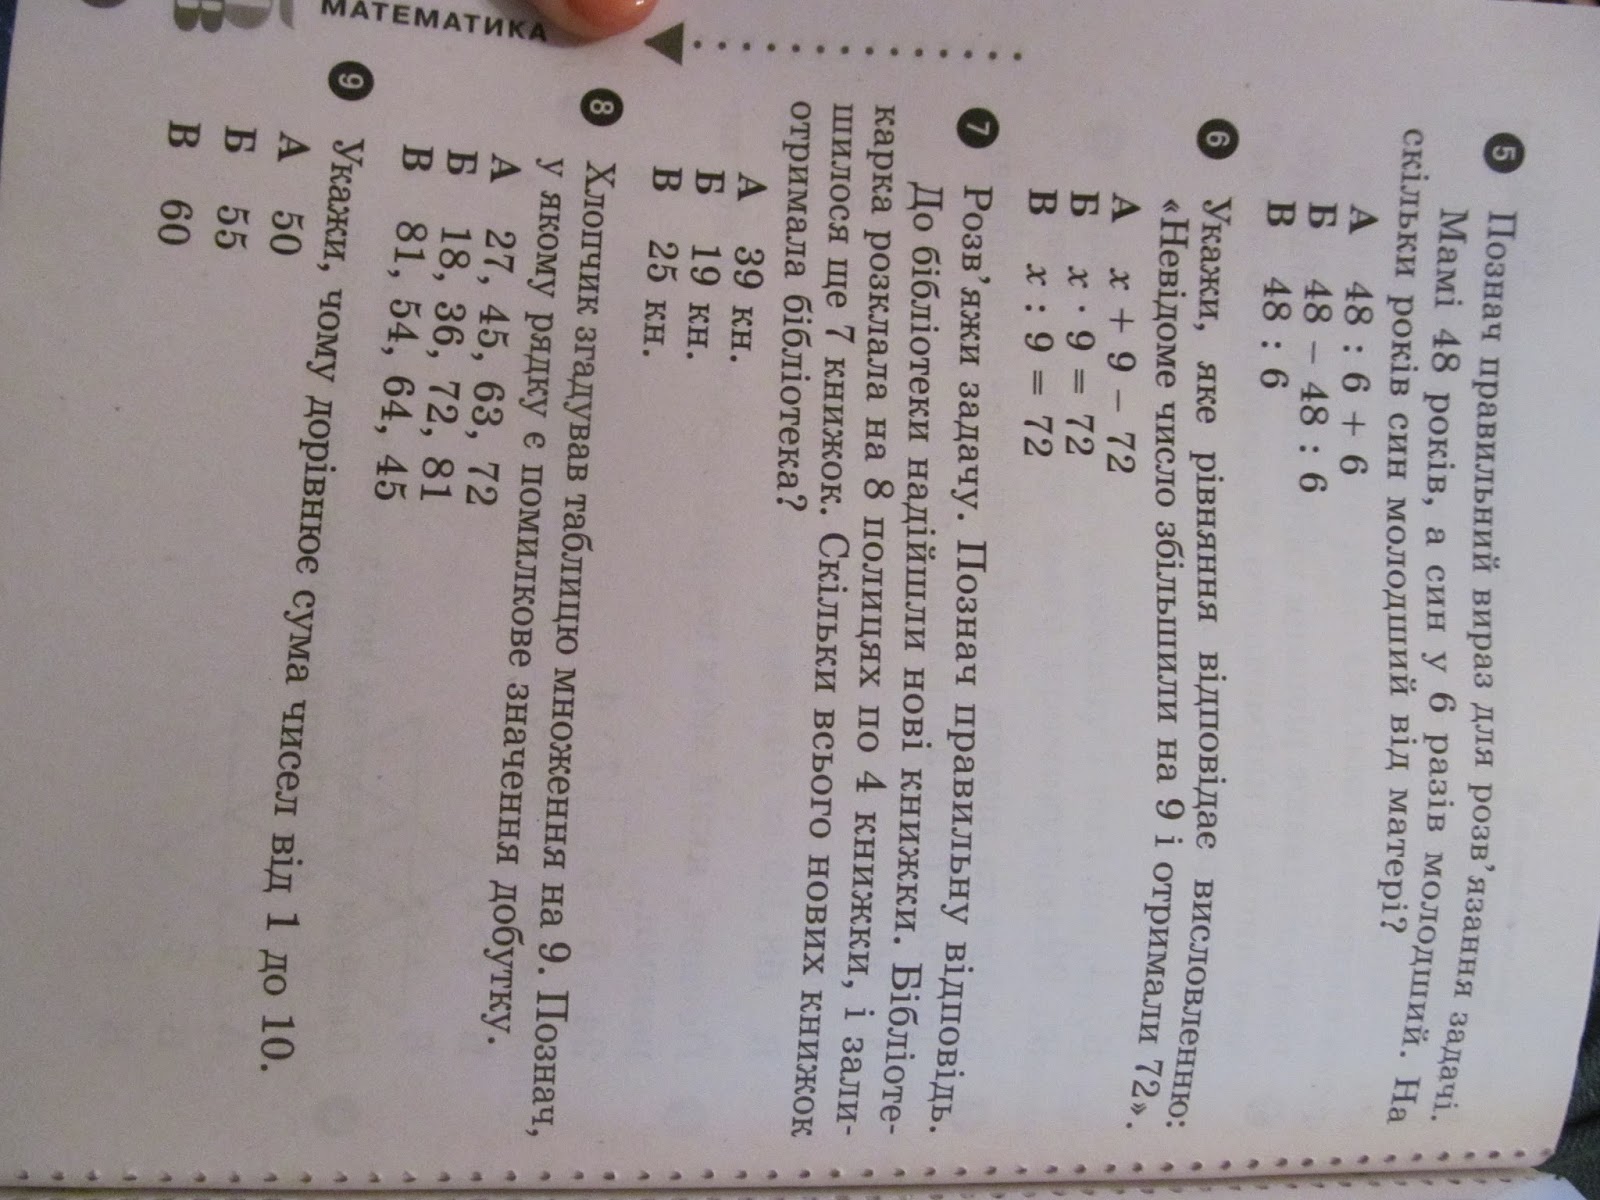 МАТЕМАТИКА
5 Познач правильний вираз для розв’язання задачі.
Мамі 48 років, а син у 6 разів молодший. На
скільки років син молодший від матері?
А 48 : 6 + 6
Б 48 – 48 : 6
В 48 : 6
6 Укажи, яке рівняння відповідає висловленню:
«Невідоме число збільшили на 9 і отримали 72».
А x + 9 – 72
Б x · 9 = 72
В x : 9 = 72
7 Розв’яжи задачу. Познач правильну відповідь.
До бібліотеки надійшли нові книжки. Бібліоте-
карка розклала на 8 полицях по 4 книжки, і зали-
шилося ще 7 книжок. Скільки всього нових книжок
отримала бібліотека?
А 39 кн.
Б 19 кн.
В 25 кн.
8 Хлопчик згадував таблицю множення на 9. Познач,
у якому рядку є помилкове значення добутку.
А 27, 45, 63, 72
Б 18, 36, 72, 81
В 81, 54, 64, 45
9 Укажи, чому дорівнює сума чисел від 1 до 10.
А 50
Б 55
В 60